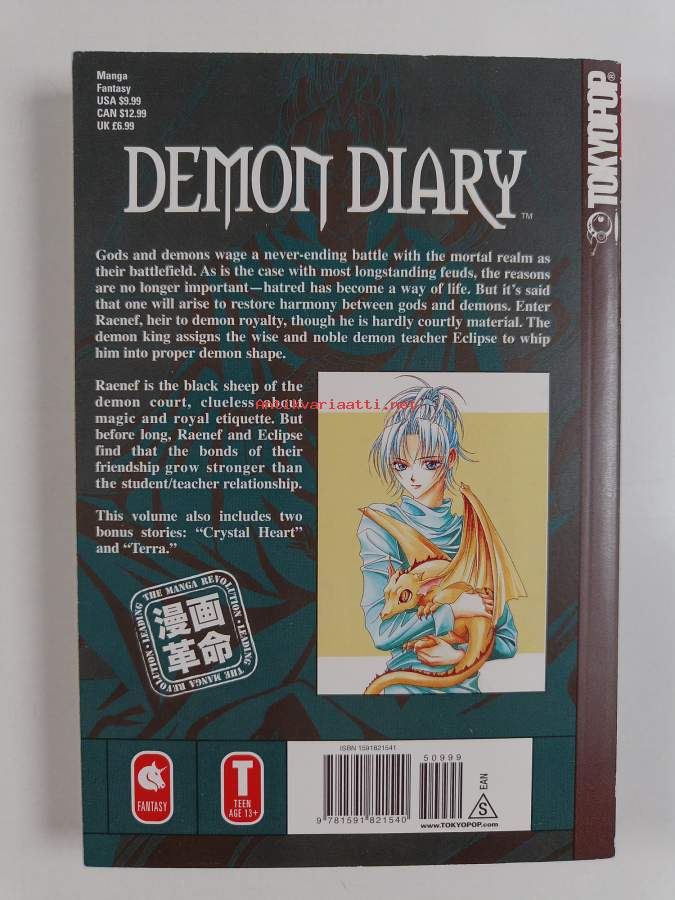 Manga
Fantasy
USA $9.99
CAN $12.99
UK £6.99
TOKYOPOP®
DEMON DIARY™
Gods and demons wage a never-ending battle with the mortal realm as
their battlefield. As is the case with most longstanding feuds, the reasons
are no longer important—hatred has become a way of life. But it's said
that one will arise to restore harmony between gods and demons. Enter
Raenef, heir to demon royalty, though he is hardly courtly material. The
demon king assigns the wise and noble demon teacher Eclipse to whip
him into proper demon shape.
Raenef is the black sheep of the
demon court, clueless about
magic and royal etiquette. But
before long, Raenef and Eclipse
find that the bonds of their
friendship grow stronger than
the student/teacher relationship.
This volume also includes two
bonus stories: “Crystal Heart”
and “Terra.”
Antikvariaatti.net
LEADING THE MANGA REVOLUTION • LEADING THE MANGA REVOLUTION •
漫画
革命
FANTASY
T
TEEN
AGE 13+
ISBN 1591821541
50999
9 781591 821540
S
EAN
www.TOKYOPOP.com